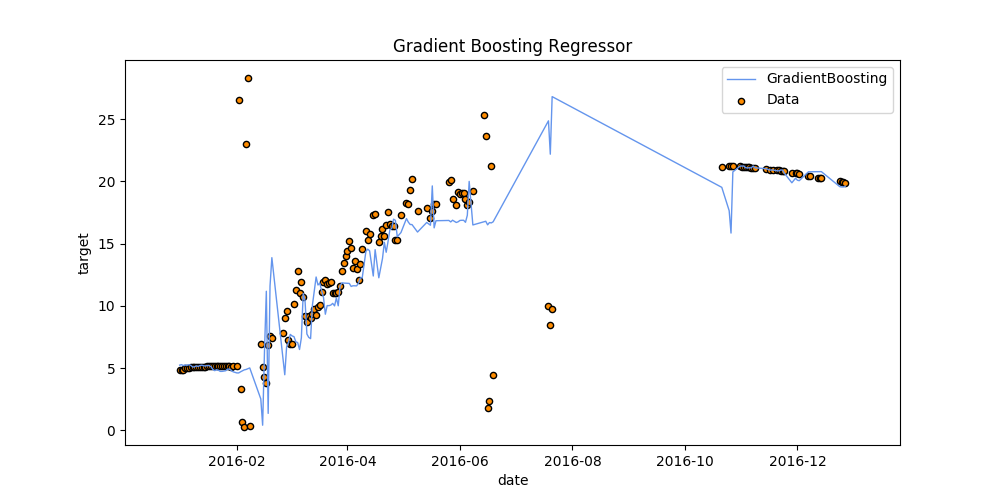 Gradient Boosting Regressor
GradientBoosting
Data
25
20
15
10
5
0
target
2016-02
2016-04
2016-06
2016-08
2016-10
2016-12
date